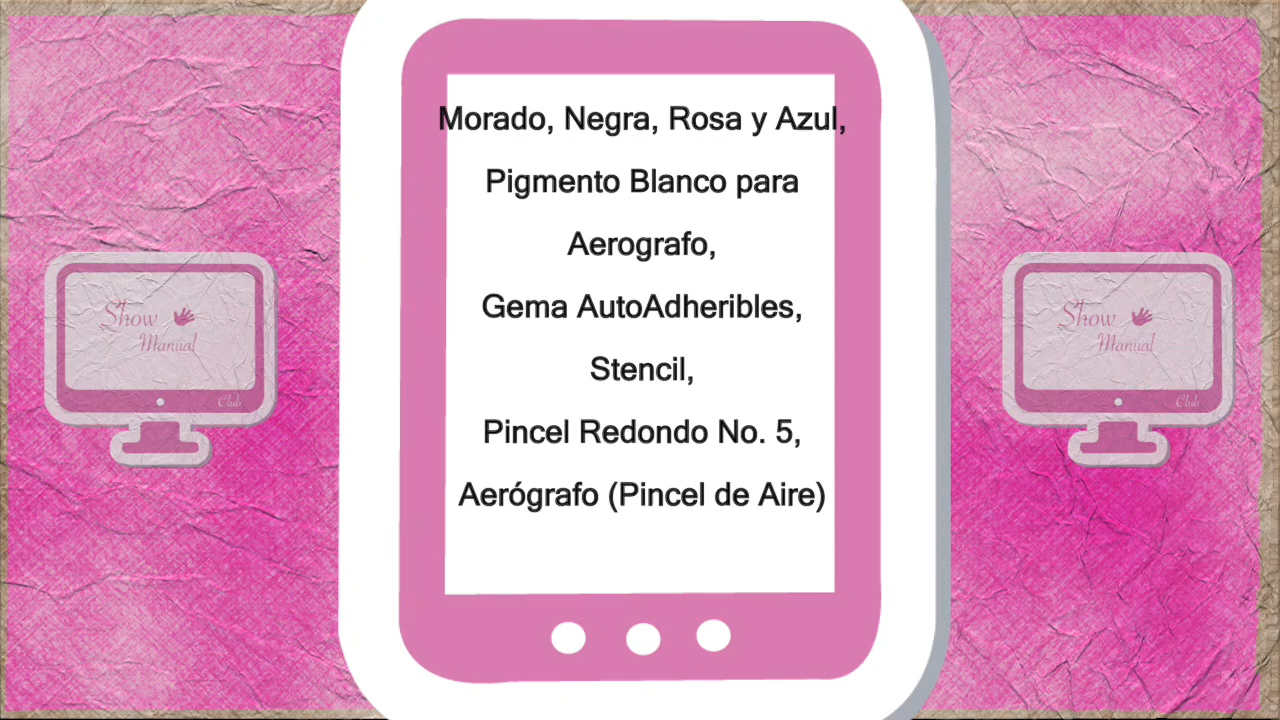 Morado, Negra, Rosa y Azul,
Pigmento Blanco para
Aerografo,
Gema AutoAdheribles,
Stencil,
Pincel Redondo No. 5,
Aerógrafo (Pincel de Aire)
Show
Manual
Club
Show
Manual
Club